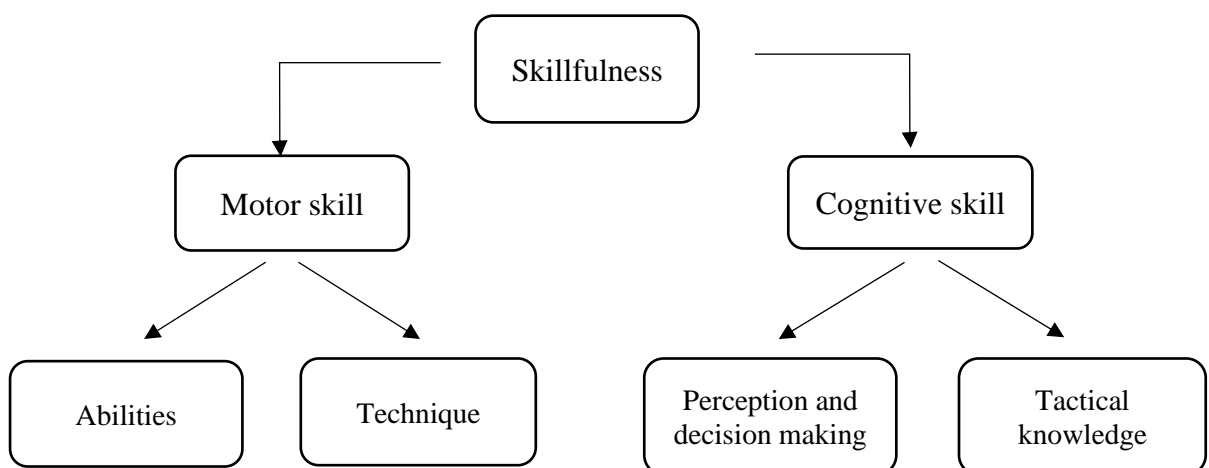 Skillfulness
Motor skill
Cognitive skill
Abilities
Technique
Perception and
decision making
Tactical
knowledge